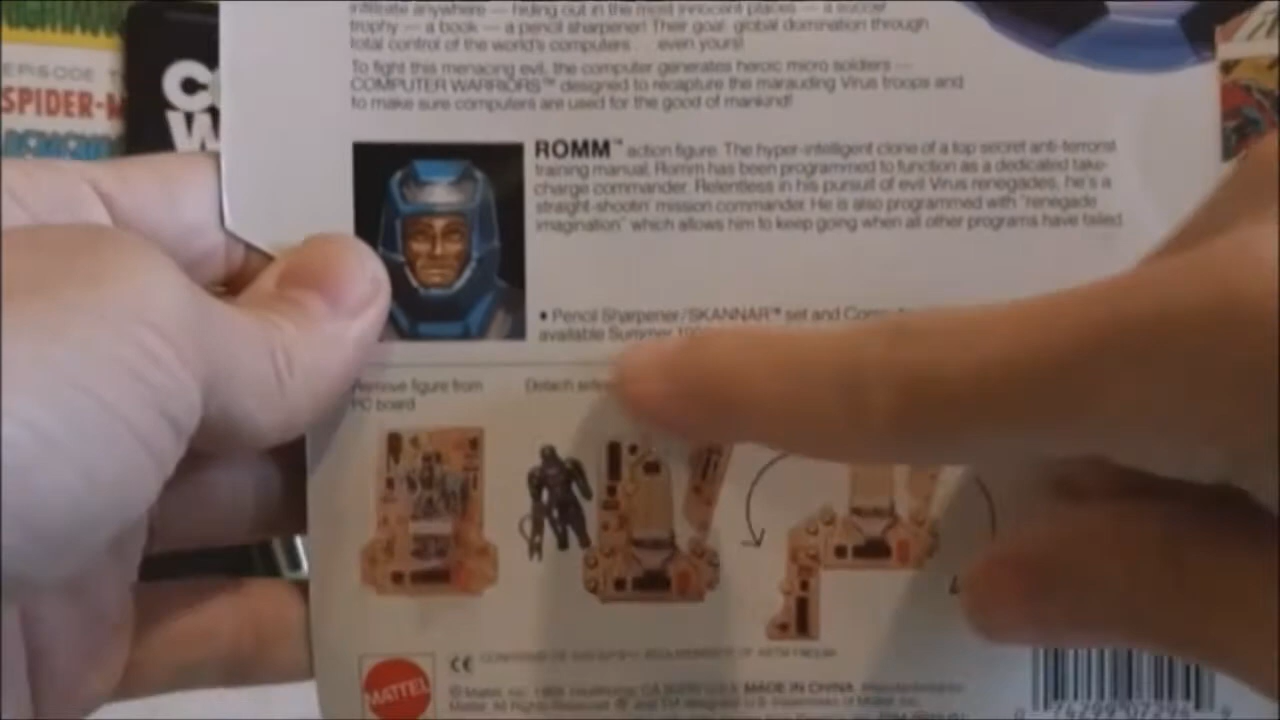 infiltrate anywhere — hiding out in the most innocent places — a soccer
trophy — a book — a pencil sharpener! Their goal: global domination through
total control of the world's computers . . . even yours!
To fight this menacing evil, the computer generates heroic micro soldiers —
COMPUTER WARRIORS™ designed to recapture the marauding Virus troops and
to make sure computers are used for the good of mankind!
EPISODE
SPIDER-
C
W
ROMM™ action figure. The hyper-intelligent clone of a top secret anti-terrorist
training manual, Romm has been programmed to function as a dedicated take-
charge commander. Relentless in his pursuit of evil Virus renegades, he's a
straight-shootin' mission commander. He is also programmed with "renegade
imagination" which allows him to keep going when all other programs have failed.
• Pencil Sharpener/SKANNAR™ set and
available Summer
Remove figure from
PC board
Detach
MATTEL
CE
MADE IN CHINA.
All Rights Reserved.